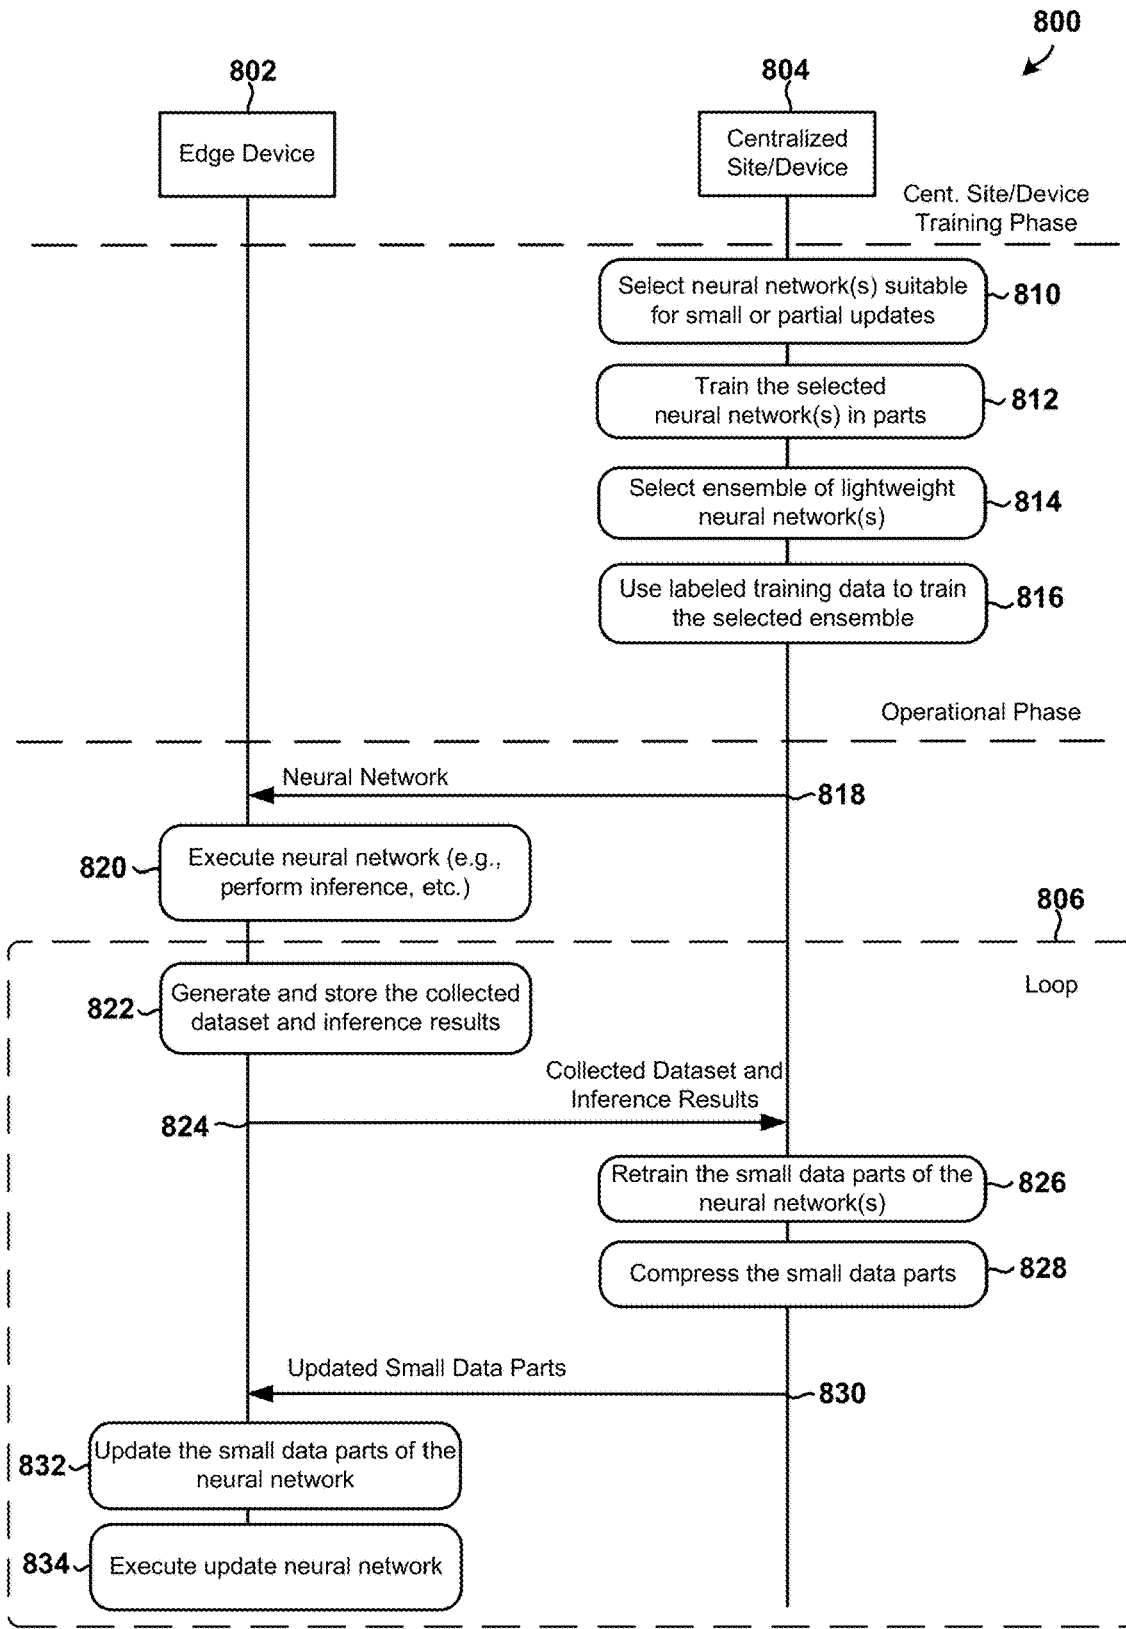 800
802
804
Edge Device
Centralized
Site/Device
Cent. Site/Device
Training Phase
Select neural network(s) suitable
for small or partial updates
810
Train the selected
neural network(s) in parts
812
Select ensemble of lightweight
neural network(s)
814
Use labeled training data to train
the selected ensemble
816
Operational Phase
Neural Network
818
820
Execute neural network (e.g.,
perform inference, etc.)
806
Loop
822
Generate and store the collected
dataset and inference results
Collected Dataset and
Inference Results
824
Retrain the small data parts of the
neural network(s)
826
Compress the small data parts
828
Updated Small Data Parts
830
832
Update the small data parts of the
neural network
834
Execute update neural network